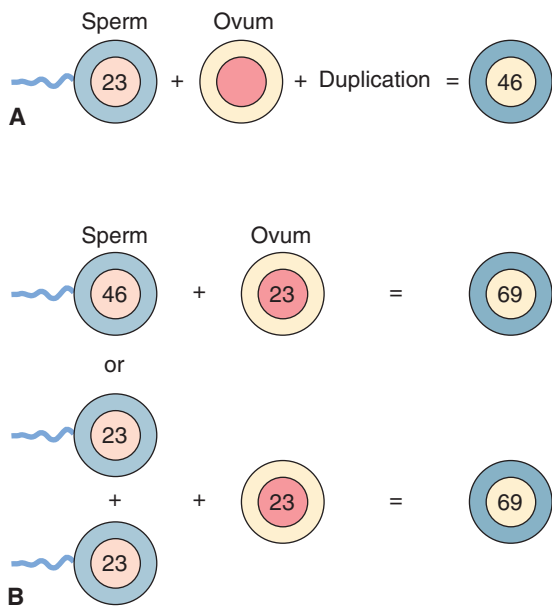 Sperm Ovum
23 + + Duplication = 46
A
Sperm Ovum
46 + 23 = 69
or
23
+ + 23 = 69
23
B